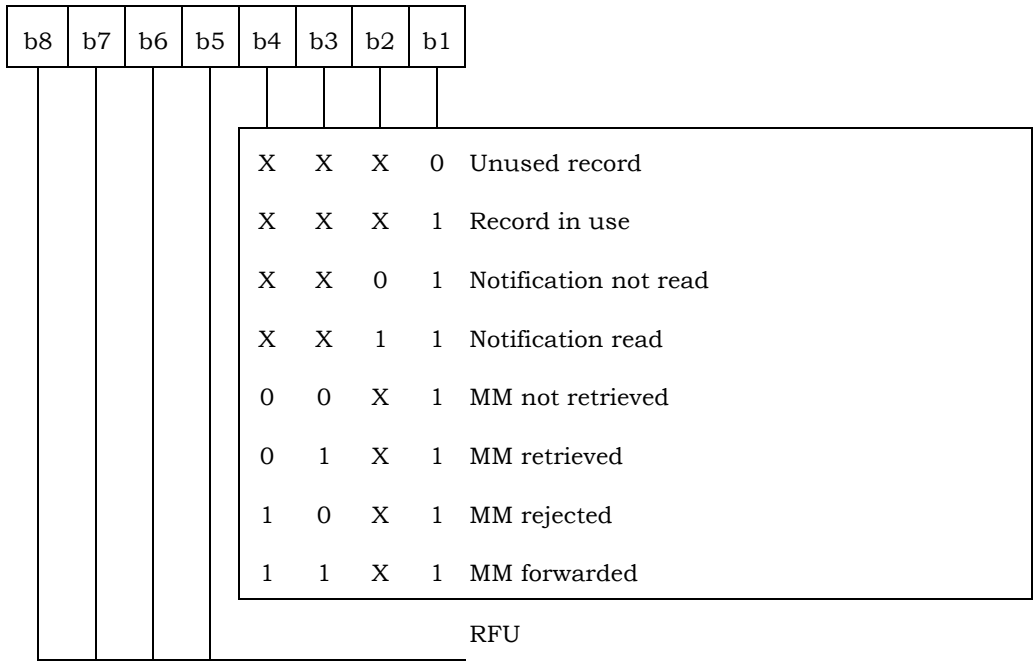 b8 b7 b6 b5 b4 b3 b2 b1
X X X 0 Unused record
X X X 1 Record in use
X X 0 1 Notification not read
X X 1 1 Notification read
0 0 X 1 MM not retrieved
0 1 X 1 MM retrieved
1 0 X 1 MM rejected
1 1 X 1 MM forwarded
RFU